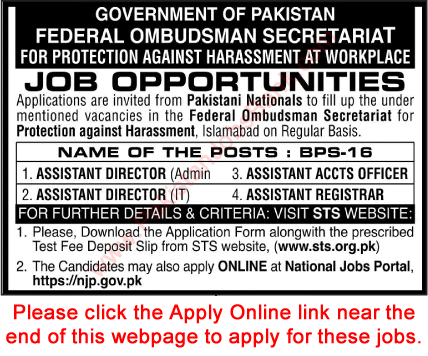 GOVERNMENT OF PAKISTAN
FEDERAL OMBUDSMAN SECRETARIAT
FOR PROTECTION AGAINST HARASSMENT AT WORKPLACE
JOB OPPORTUNITIES
Applications are invited from Pakistani Nationals to fill up the under
mentioned vacancies in the Federal Ombudsman Secretariat for
Protection against Harassment, Islamabad on Regular Basis.
NAME OF THE POSTS : BPS-16
1. ASSISTANT DIRECTOR (Admin 3. ASSISTANT ACCTS OFFICER
2. ASSISTANT DIRECTOR (IT) 4. ASSISTANT REGISTRAR
FOR FURTHER DETAILS & CRITERIA: VISIT STS WEBSITE:
1. Please, Download the Application Form alongwith the prescribed
Test Fee Deposit Slip from STS website, (www.sts.org.pk)
2. The Candidates may also apply ONLINE at National Jobs Portal,
https://njp.gov.pk
Please click the Apply Online link near the
end of this webpage to apply for these jobs.